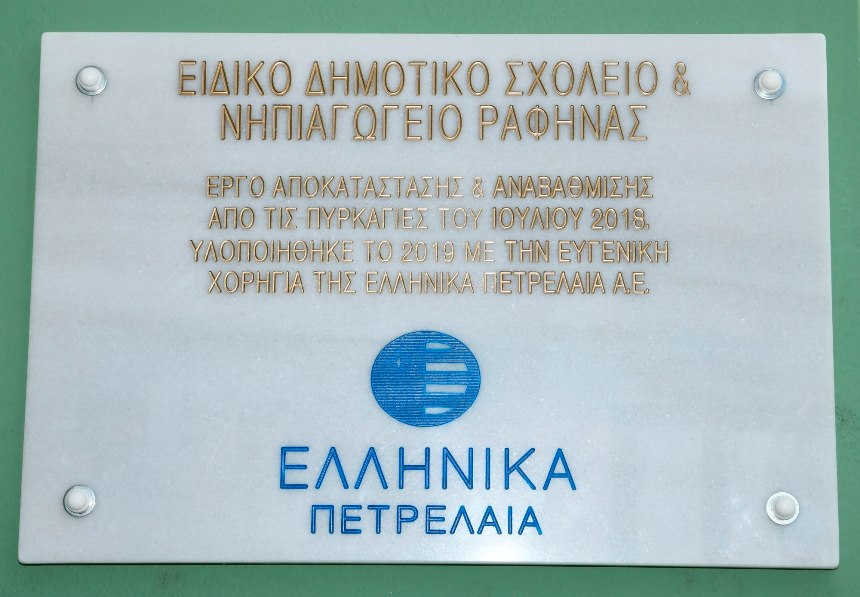 ΕΙΔΙΚΟ ΔΗΜΟΤΙΚΟ ΣΧΟΛΕΙΟ &
ΝΗΠΙΑΓΩΓΕΙΟ ΡΑΦΗΝΑΣ
ΕΡΓΟ ΑΠΟΚΑΤΑΣΤΑΣΗΣ & ΑΝΑΒΑΘΜΙΣΗΣ
ΑΠΟ ΤΙΣ ΠΥΡΚΑΓΙΕΣ ΤΟΥ ΙΟΥΛΙΟΥ 2018.
ΥΛΟΠΟΙΗΘΗΚΕ ΤΟ 2019 ΜΕ ΤΗΝ ΕΥΓΕΝΙΚΗ
ΧΟΡΗΓΙΑ ΤΗΣ ΕΛΛΗΝΙΚΑ ΠΕΤΡΕΛΑΙΑ Α.Ε.
ΕΛΛΗΝΙΚΑ
ΠΕΤΡΕΛΑΙΑ